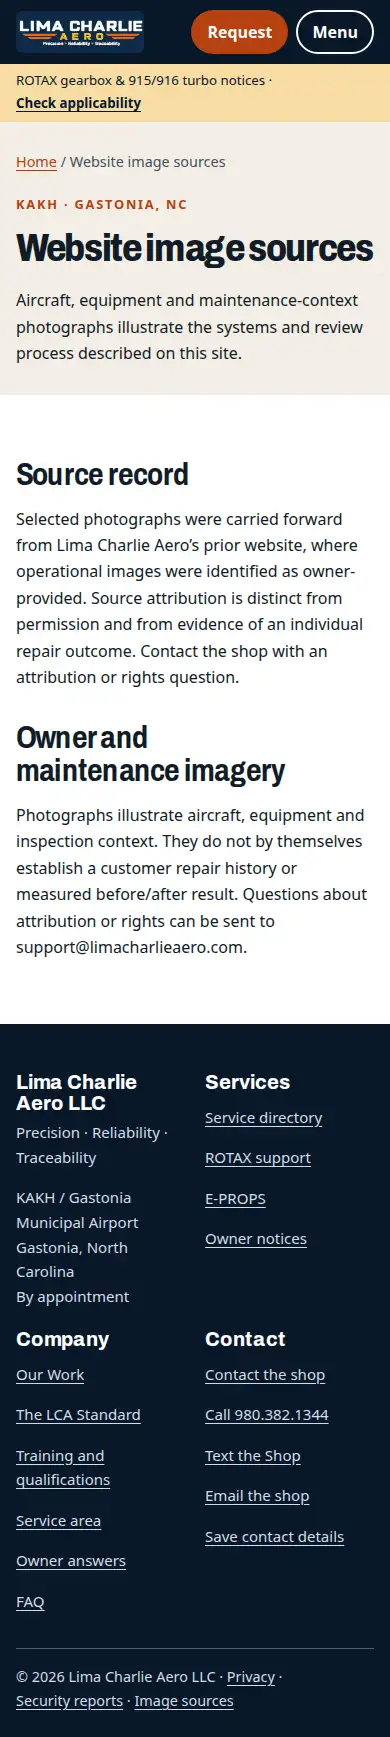 LIMA CHARLIE
AERO
Precision - Reliability - Traceability
Request
Menu
ROTAX gearbox & 915/916 turbo notices ·
Check applicability
Home / Website image sources
KAKH · GASTONIA, NC
Website image sources
Aircraft, equipment and maintenance-context
photographs illustrate the systems and review
process described on this site.
Source record
Selected photographs were carried forward
from Lima Charlie Aero’s prior website, where
operational images were identified as owner-
provided. Source attribution is distinct from
permission and from evidence of an individual
repair outcome. Contact the shop with an
attribution or rights question.
Owner and
maintenance imagery
Photographs illustrate aircraft, equipment and
inspection context. They do not by themselves
establish a customer repair history or
measured before/after result. Questions about
attribution or rights can be sent to
support@limacharlieaero.com.
Lima Charlie
Aero LLC
Precision · Reliability ·
Traceability
KAKH / Gastonia
Municipal Airport
Gastonia, North
Carolina
By appointment
Services
Service directory
ROTAX support
E-PROPS
Owner notices
Company
Our Work
The LCA Standard
Training and
qualifications
Service area
Owner answers
FAQ
Contact
Contact the shop
Call 980.382.1344
Text the Shop
Email the shop
Save contact details
© 2026 Lima Charlie Aero LLC · Privacy ·
Security reports · Image sources